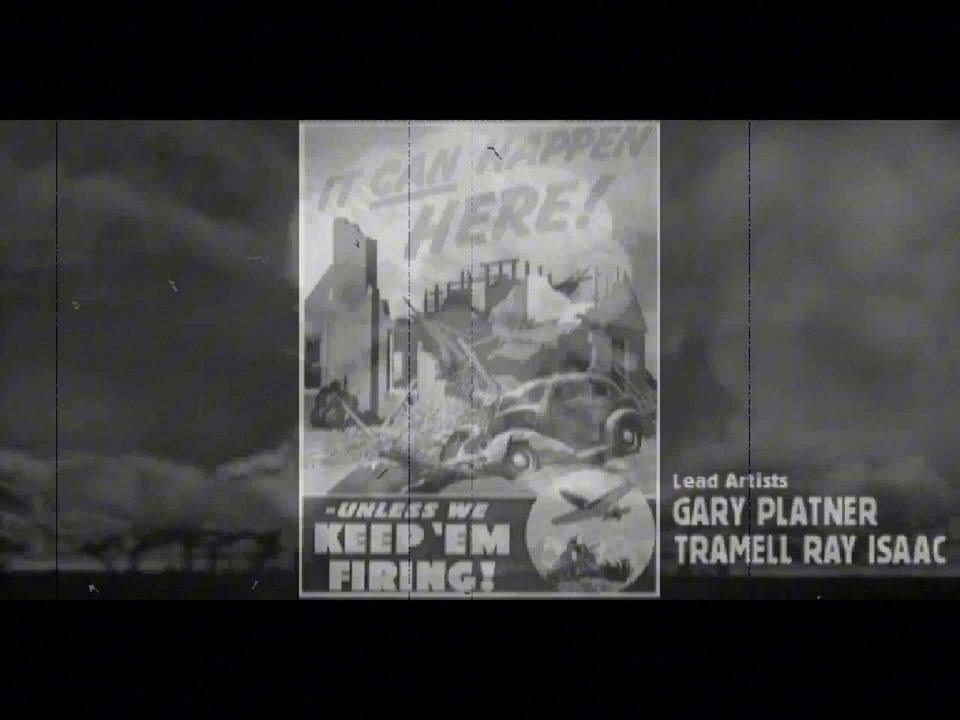 IT CAN HAPPEN
HERE!
-UNLESS WE
KEEP 'EM
FIRING!
Lead Artists
GARY PLATNER
TRAMELL RAY ISAAC